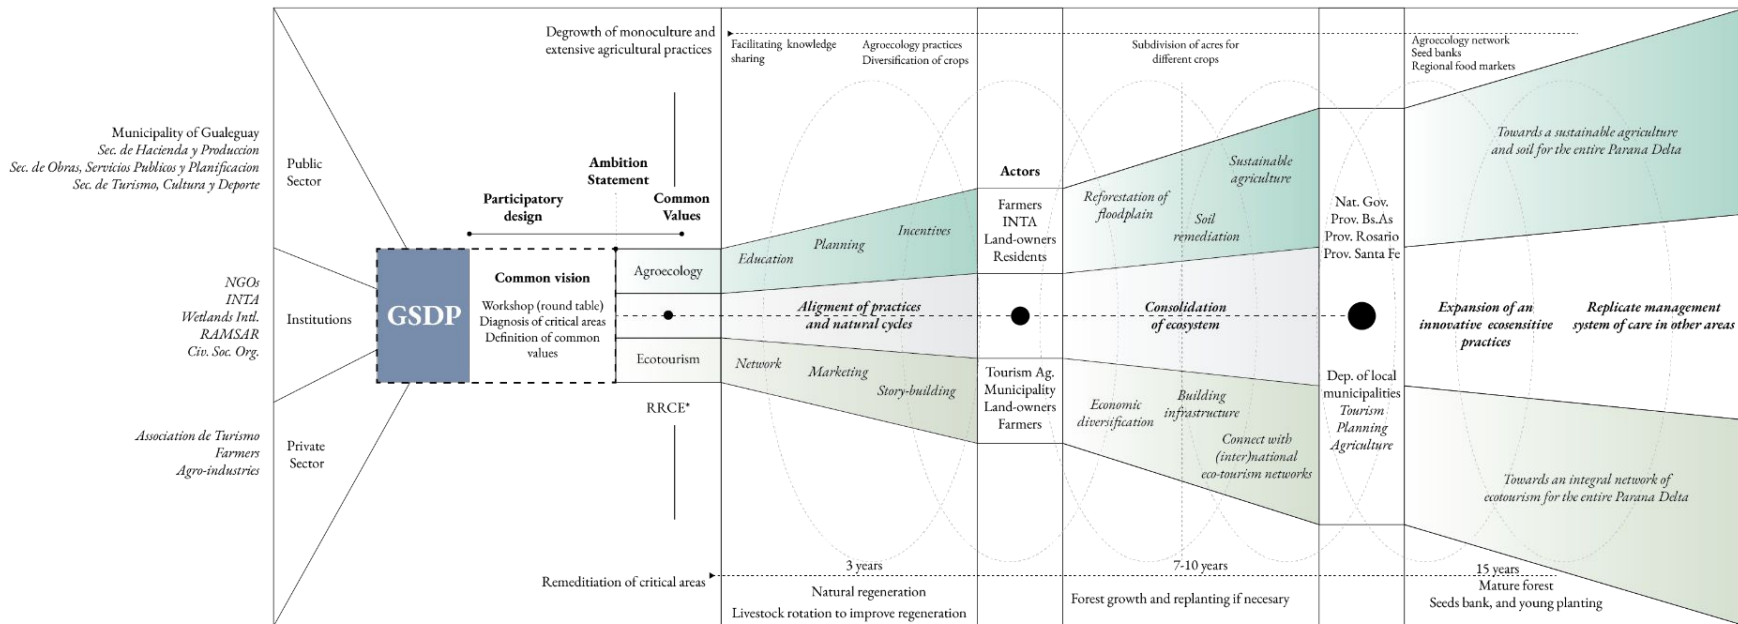 Degrowth of monoculture and
extensive agricultural practices
Facilitating knowledge
sharing
Agroecology practices
Diversification of crops
Subdivision of acres for
different crops
Agroecology network
Seed banks
Regional food markets
Municipality of Gualeguay
Sec. de Hacienda y Produccion
Sec. de Obras, Servicios Publicos y Planificacion
Sec. de Turismo, Cultura y Deporte
Public
Sector
NGOs
INTA
Wetlands Intl.
RAMSAR
Civ. Soc. Org.
Institutions
Association de Turismo
Farmers
Agro-industries
Private
Sector
GSDP
Participatory
design
Ambition
Statement
Common
Values
Common vision
Workshop (round table)
Diagnosis of critical areas
Definition of common
values
Agroecology
Ecotourism
RRCE*
Education
Planning
Incentives
Aligment of practices
and natural cycles
Network
Marketing
Story-building
Actors
Farmers
INTA
Land-owners
Residents
Tourism Ag.
Municipality
Land-owners
Farmers
Reforestation of
floodplain
Soil
remediation
Sustainable
agriculture
Consolidation
of ecosystem
Economic
diversification
Building
infrastructure
Connect with
(inter)national
eco-tourism networks
Nat. Gov.
Prov. Bs.As
Prov. Rosario
Prov. Santa Fe
Dep. of local
municipalities
Tourism
Planning
Agriculture
Towards a sustainable agriculture
and soil for the entire Parana Delta
Expansion of an
innovative ecosensitive
practices
Replicate management
system of care in other areas
Towards an integral network of
ecotourism for the entire Parana Delta
Remeditiation of critical areas
3 years
Natural regeneration
Livestock rotation to improve regeneration
7-10 years
Forest growth and replanting if necesary
15 years
Mature forest
Seeds bank, and young planting